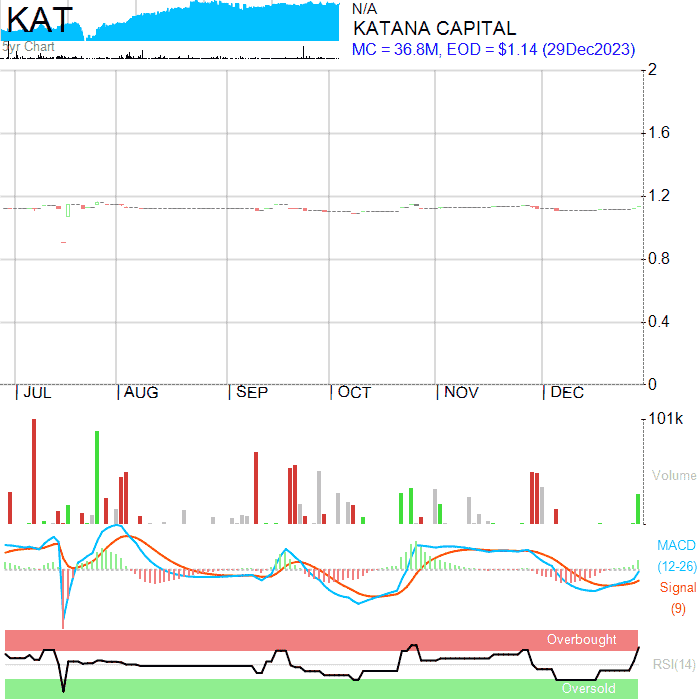 KAT
5yr Chart
N/A
KATANA CAPITAL
MC = 36.8M, EOD = $1.14 (29Dec2023)
2
1.6
1.2
0.8
0.4
0
JUL AUG SEP OCT NOV DEC
101k
Volume
MACD
(12-26)
Signal
(9)
Overbought
RSI(14)
Oversold